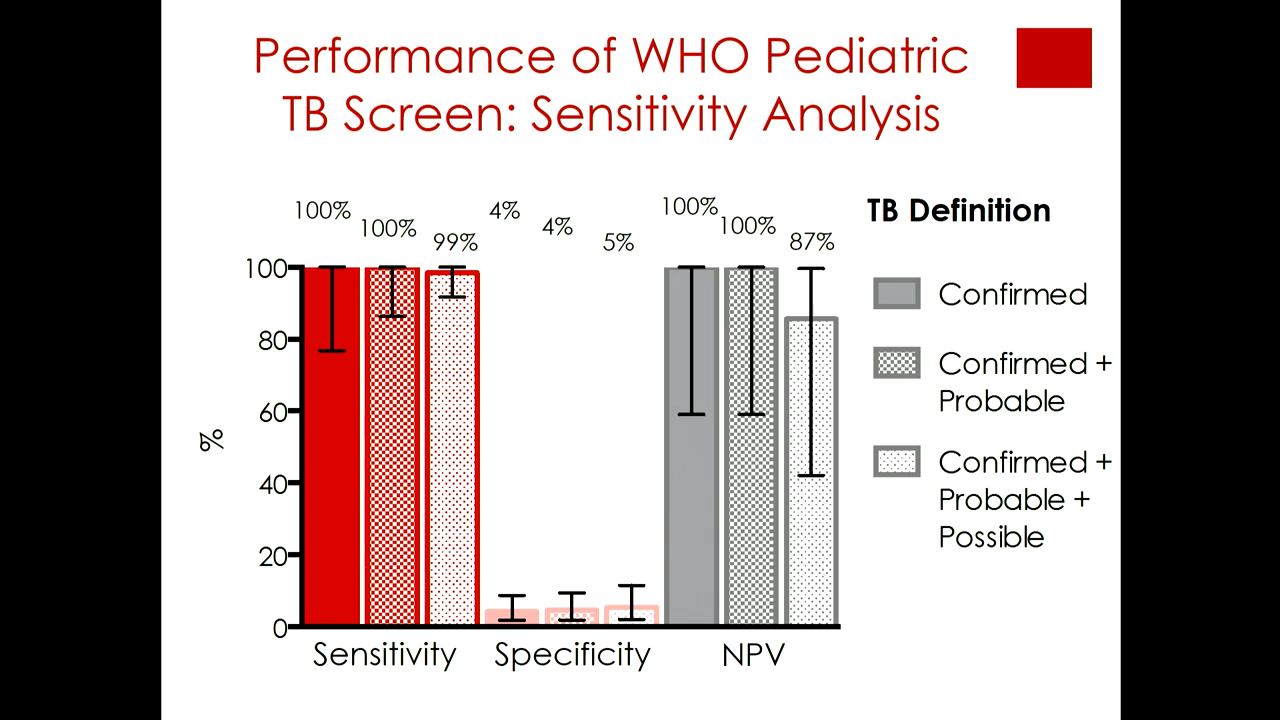 Performance of WHO Pediatric
TB Screen: Sensitivity Analysis
100%
100%
99%
4%
4%
5%
100%
100%
87%
TB Definition
Confirmed
Confirmed +
Probable
Confirmed +
Probable +
Possible
%
100
80
60
40
20
0
Sensitivity
Specificity
NPV